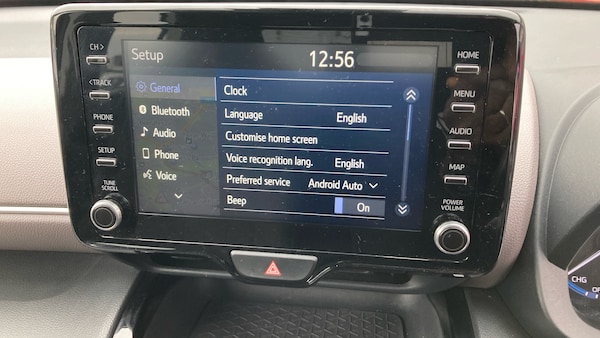 CH>
<TRACK
PHONE
SETUP
TUNE
SCROLL
Setup
12:56
General
Bluetooth
Audio
Phone
Voice
Clock
Language English
Customise home screen
Voice recognition lang. English
Preferred service Android Auto
Beep On
HOME
MENU
AUDIO
MAP
POWER
VOLUME
CHG